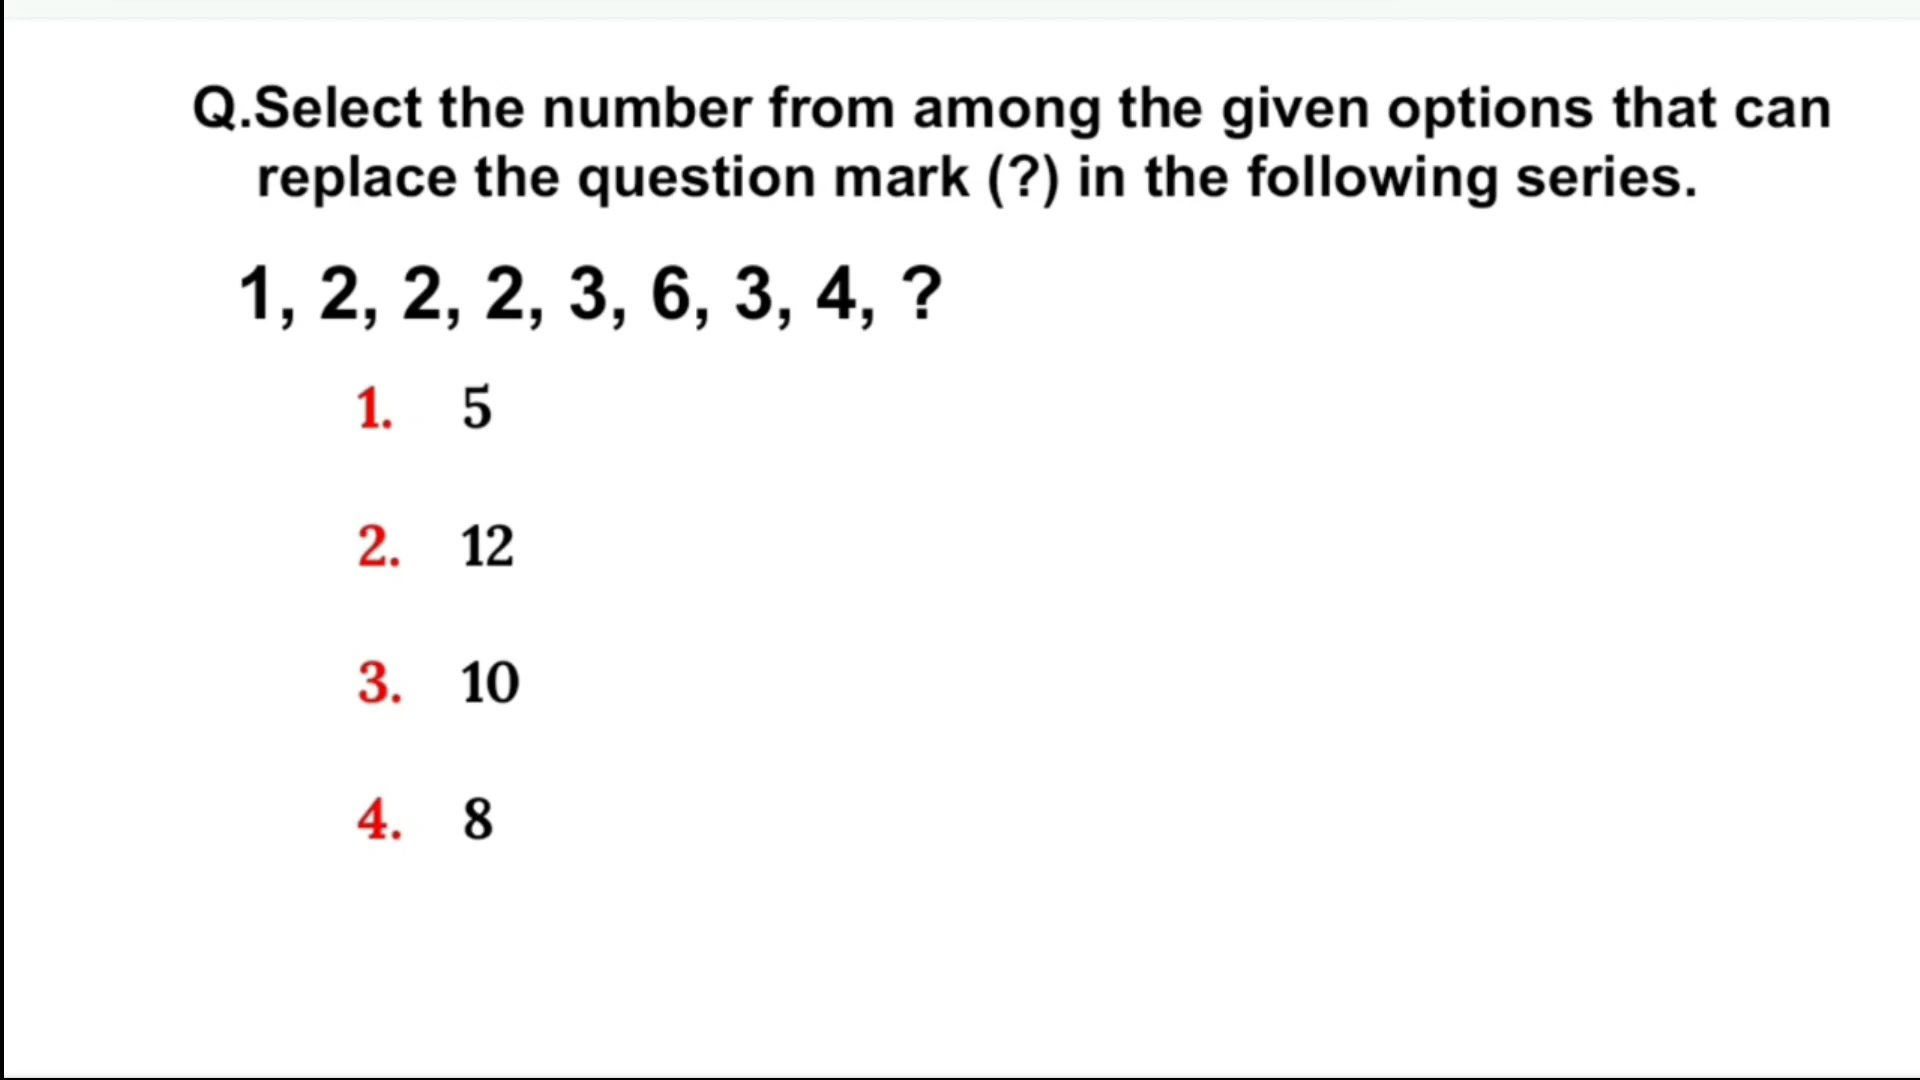 Q.Select the number from among the given options that can
replace the question mark (?) in the following series.
1, 2, 2, 2, 3, 6, 3, 4, ?
1. 5
2. 12
3. 10
4. 8